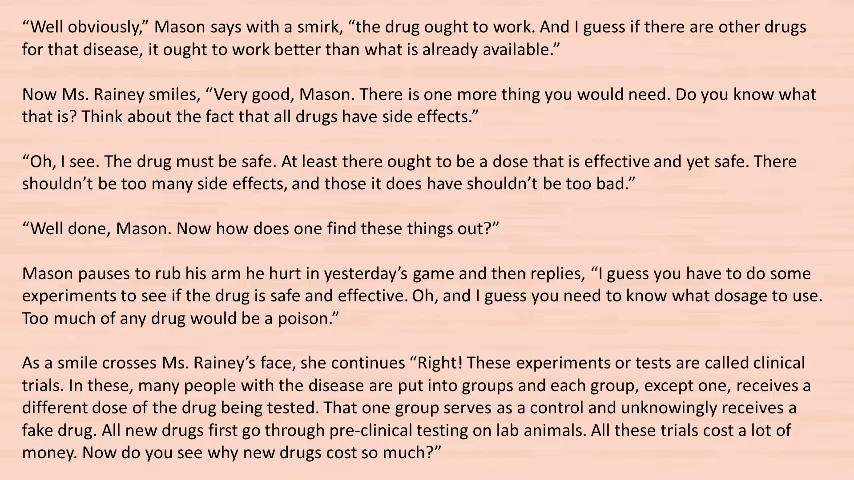 “Well obviously,” Mason says with a smirk, “the drug ought to work. And I guess if there are other drugs
for that disease, it ought to work better than what is already available.”
Now Ms. Rainey smiles, “Very good, Mason. There is one more thing you would need. Do you know what
that is? Think about the fact that all drugs have side effects.”
“Oh, I see. The drug must be safe. At least there ought to be a dose that is effective and yet safe. There
shouldn’t be too many side effects, and those it does have shouldn’t be too bad.”
“Well done, Mason. Now how does one find these things out?”
Mason pauses to rub his arm he hurt in yesterday’s game and then replies, “I guess you have to do some
experiments to see if the drug is safe and effective. Oh, and I guess you need to know what dosage to use.
Too much of any drug would be a poison.”
As a smile crosses Ms. Rainey’s face, she continues “Right! These experiments or tests are called clinical
trials. In these, many people with the disease are put into groups and each group, except one, receives a
different dose of the drug being tested. That one group serves as a control and unknowingly receives a
fake drug. All new drugs first go through pre-clinical testing on lab animals. All these trials cost a lot of
money. Now do you see why new drugs cost so much?”